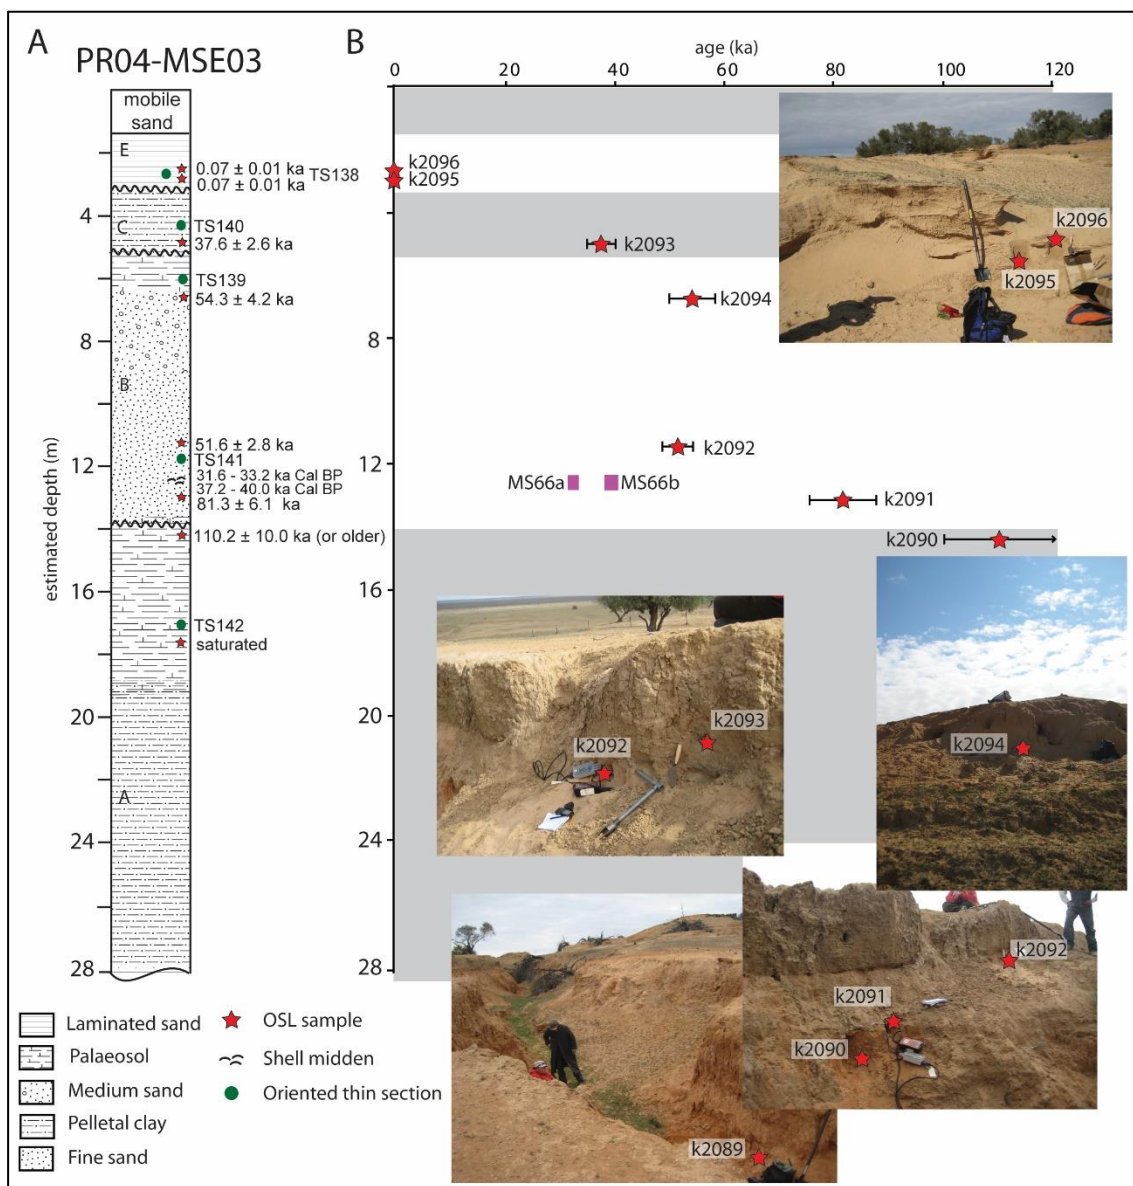 A
PR04-MSE03
mobile
sand
E
0.07 ± 0.01 ka
TS138
0.07 ± 0.01 ka
4
C
TS140
37.6 ± 2.6 ka
TS139
54.3 ± 4.2 ka
8
B
51.6 ± 2.8 ka
TS141
12
31.6 - 33.2 ka Cal BP
37.2 - 40.0 ka Cal BP
81.3 ± 6.1 ka
110.2 ± 10.0 ka (or older)
estimated depth (m)
16
TS142
saturated
20
A
24
28
Laminated sand
Palaeosol
Medium sand
Pelletal clay
Fine sand
OSL sample
Shell midden
Oriented thin section
B
age (ka)
0
20
40
60
80
100
120
k2096
k2095
k2093
k2094
8
k2092
12
MS66a
MS66b
k2091
k2090
16
20
24
28
k2096
k2095
k2093
k2092
k2094
k2092
k2091
k2090
k2089